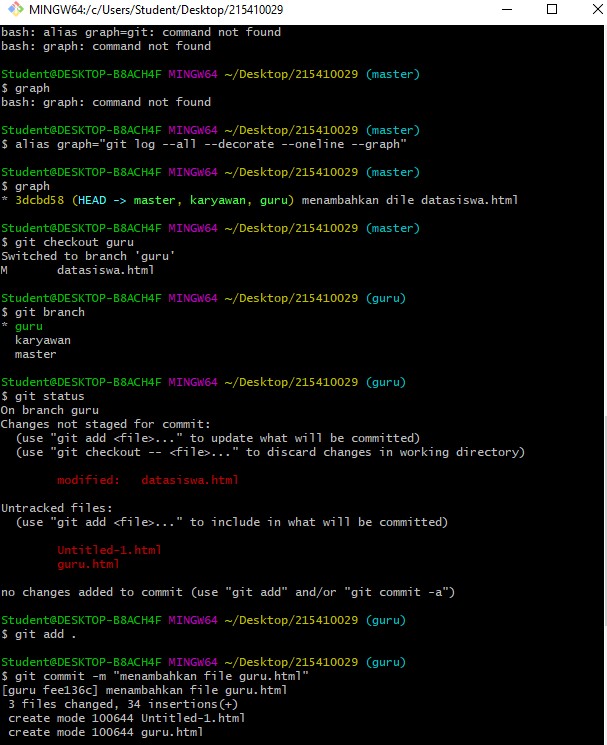 MINGW64:/c/Users/Student/Desktop/215410029
bash: alias graph=git: command not found
bash: graph: command not found
Student@DESKTOP-B8ACH4F MINGW64 ~/Desktop/215410029 (master)
$ graph
bash: graph: command not found
Student@DESKTOP-B8ACH4F MINGW64 ~/Desktop/215410029 (master)
$ alias graph="git log --all --decorate --oneline --graph"
Student@DESKTOP-B8ACH4F MINGW64 ~/Desktop/215410029 (master)
$ graph
* 3dcbd58 (HEAD -> master, karyawan, guru) menambahkan dile datasiswa.html
Student@DESKTOP-B8ACH4F MINGW64 ~/Desktop/215410029 (master)
$ git checkout guru
Switched to branch 'guru'
M       datasiswa.html
Student@DESKTOP-B8ACH4F MINGW64 ~/Desktop/215410029 (guru)
$ git branch
* guru
  karyawan
  master
Student@DESKTOP-B8ACH4F MINGW64 ~/Desktop/215410029 (guru)
$ git status
On branch guru
Changes not staged for commit:
  (use "git add <file>..." to update what will be committed)
  (use "git checkout -- <file>..." to discard changes in working directory)
        modified:   datasiswa.html
Untracked files:
  (use "git add <file>..." to include in what will be committed)
        Untitled-1.html
        guru.html
no changes added to commit (use "git add" and/or "git commit -a")
Student@DESKTOP-B8ACH4F MINGW64 ~/Desktop/215410029 (guru)
$ git add .
Student@DESKTOP-B8ACH4F MINGW64 ~/Desktop/215410029 (guru)
$ git commit -m "menambahkan file guru.html"
[guru fee136c] menambahkan file guru.html
 3 files changed, 34 insertions(+)
 create mode 100644 Untitled-1.html
 create mode 100644 guru.html